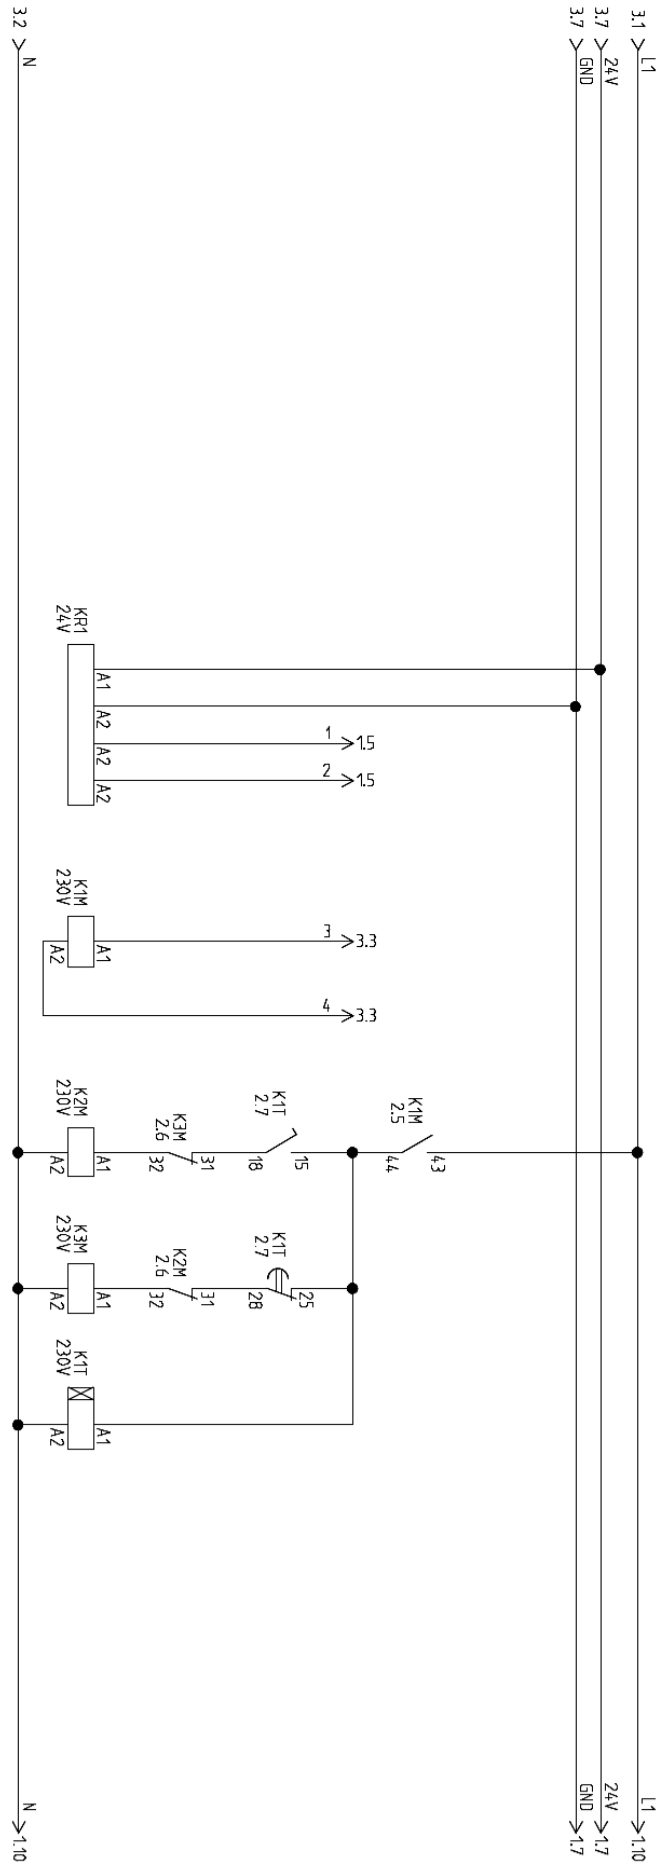 3.1
L1
3.7
24V
3.7
GND
3.2
N
L1
1.10
24V
1.7
GND
1.7
N
1.10
KR1
24V
A1
A2
A2
A2
1
1.5
2
1.5
K1M
230V
A1
A2
3
3.3
4
3.3
K1M
2.5
43
44
K1T
2.7
15
18
K3M
2.6
31
32
K2M
230V
A1
A2
K1T
2.7
25
28
K2M
2.6
31
32
K3M
230V
A1
A2
K1T
230V
A1
A2